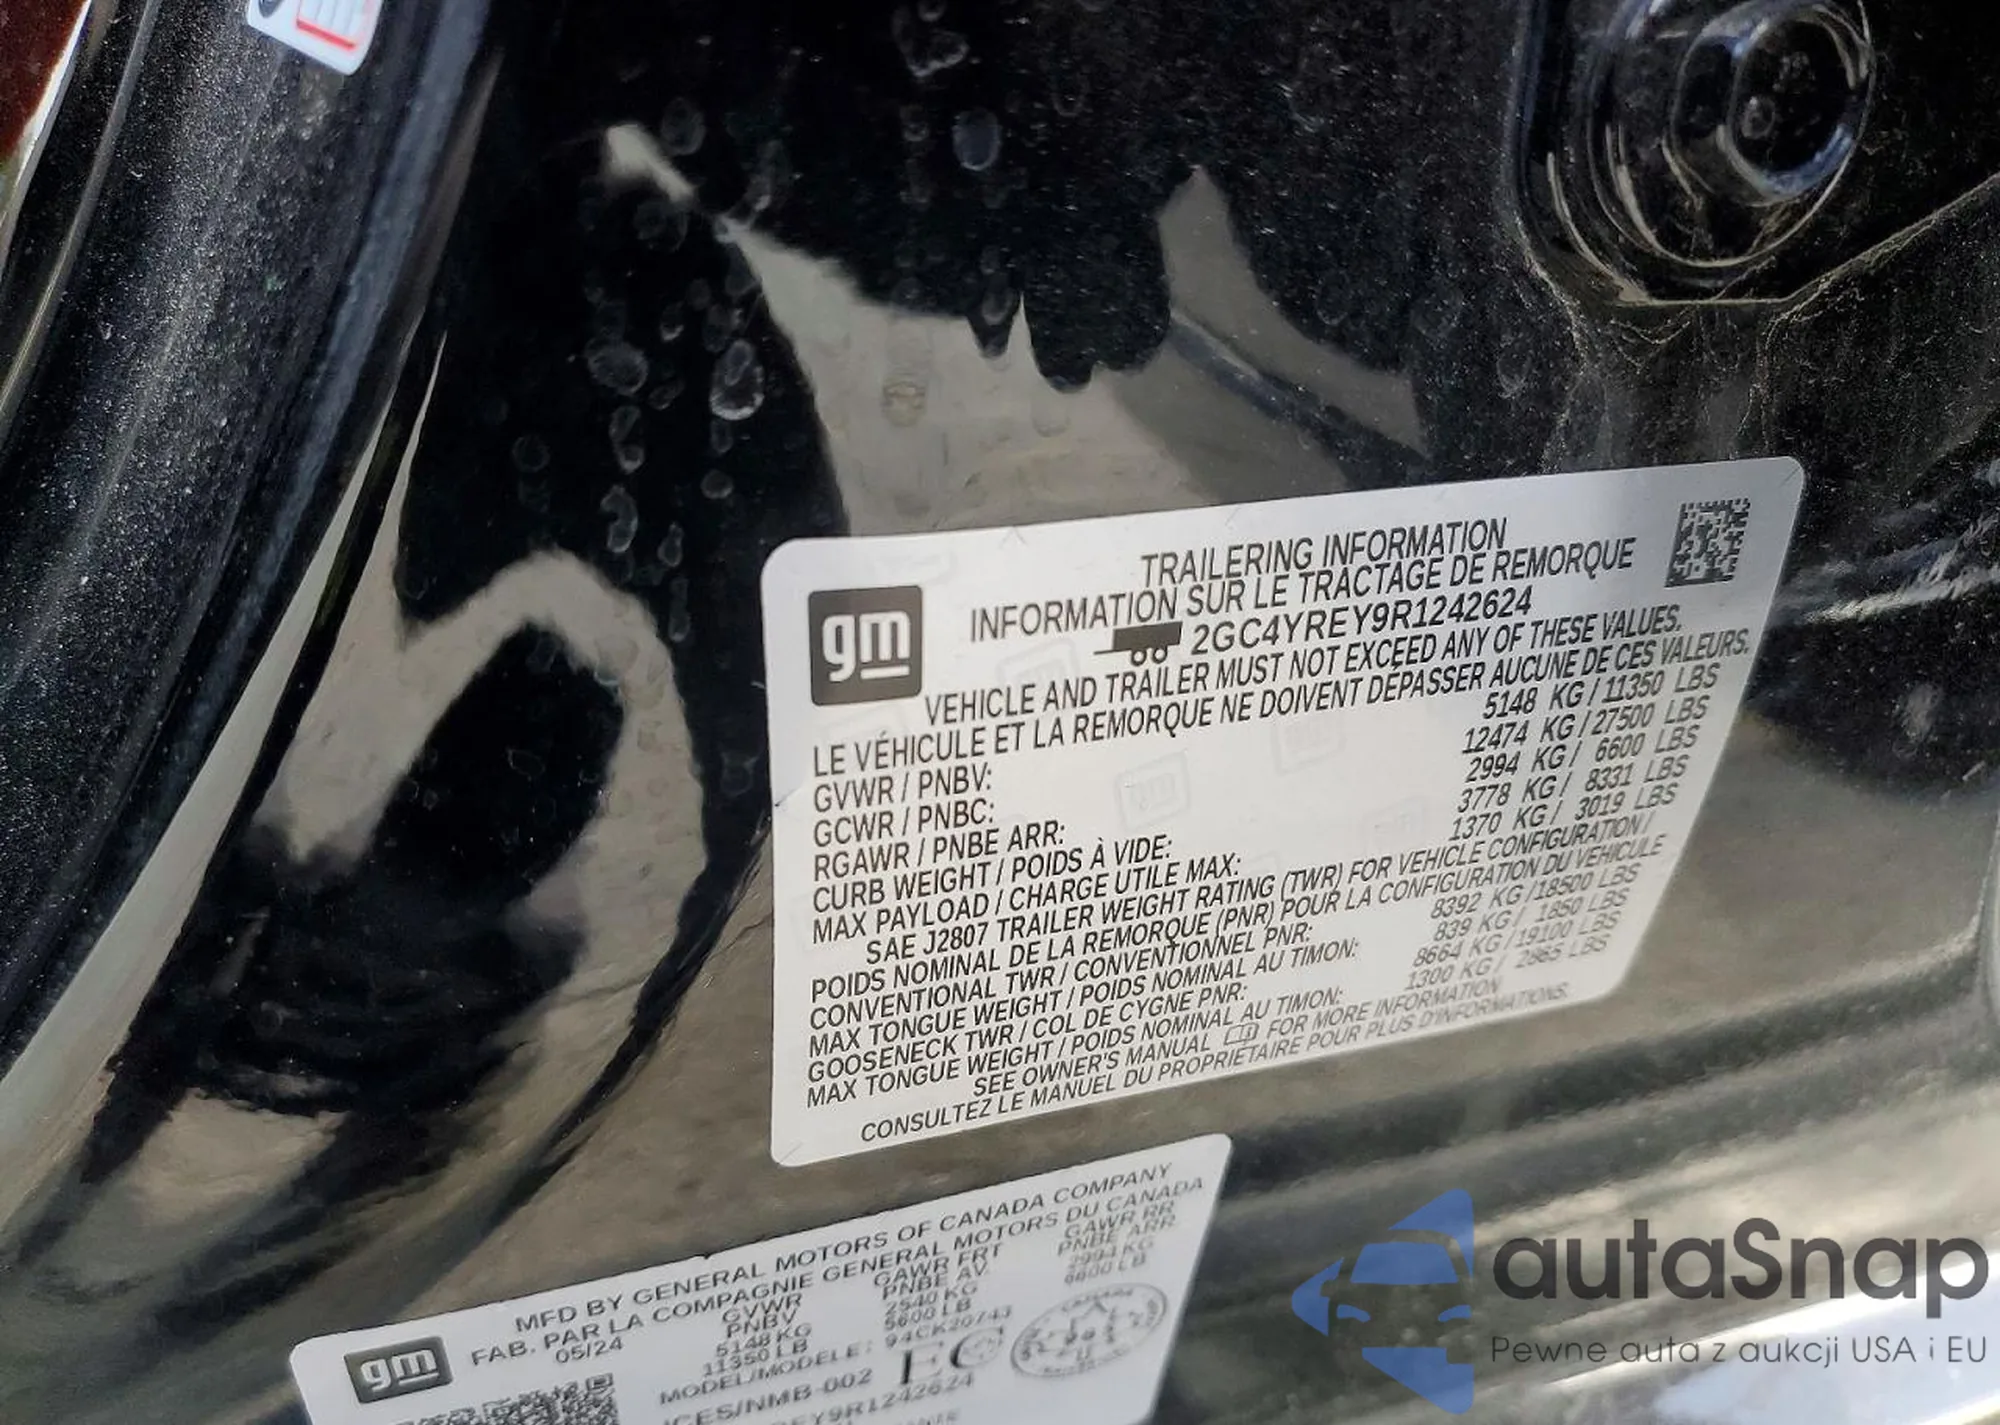 gm
TRAILERING INFORMATION
INFORMATION SUR LE TRACTAGE DE REMORQUE
2GC4YREY9R1242624
VEHICLE AND TRAILER MUST NOT EXCEED ANY OF THESE VALUES.
LE VÉHICULE ET LA REMORQUE NE DOIVENT DÉPASSER AUCUNE DE CES VALEURS.
GVWR / PNBV: 5148 KG / 11350 LBS
GCWR / PNBC: 12474 KG / 27500 LBS
RGAWR / PNBE ARR: 2994 KG / 6600 LBS
CURB WEIGHT / POIDS À VIDE: 3778 KG / 8331 LBS
MAX PAYLOAD / CHARGE UTILE MAX: 1370 KG / 3019 LBS
SAE J2807 TRAILER WEIGHT RATING (TWR) FOR VEHICLE CONFIGURATION /
POIDS NOMINAL DE LA REMORQUE (PNR) POUR LA CONFIGURATION DU VÉHICULE
CONVENTIONAL TWR / CONVENTIONNEL PNR: 8392 KG / 18500 LBS
MAX TONGUE WEIGHT / POIDS NOMINAL AU TIMON: 839 KG / 1850 LBS
GOOSENECK TWR / COL DE CYGNE PNR: 8664 KG / 19100 LBS
MAX TONGUE WEIGHT / POIDS NOMINAL AU TIMON: 1300 KG / 2865 LBS
SEE OWNER'S MANUAL FOR MORE INFORMATION
CONSULTEZ LE MANUEL DU PROPRIÉTAIRE POUR PLUS D'INFORMATIONS.
MFD BY GENERAL MOTORS OF CANADA COMPANY
FAB. PAR LA COMPAGNIE GENERAL MOTORS DU CANADA
05/24 GVWR GAWR FRT GAWR RR
PNBV PNBE AV. PNBE ARR.
5148 KG 2540 KG 2994 KG
11350 LB 5600 LB 6600 LB
gm
MODEL/MODELE: 94CK20743
ICES/NMB-002
REY9R1242624
autaSnap
Pewne auta z aukcji USA i EU